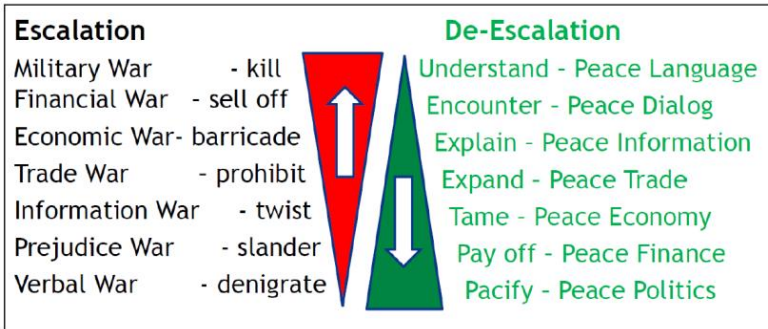 Escalation
Military War - kill
Financial War - sell off
Economic War- barricade
Trade War - prohibit
Information War - twist
Prejudice War - slander
Verbal War - denigrate
De-Escalation
Understand – Peace Language
Encounter – Peace Dialog
Explain – Peace Information
Expand – Peace Trade
Tame – Peace Economy
Pay off – Peace Finance
Pacify – Peace Politics